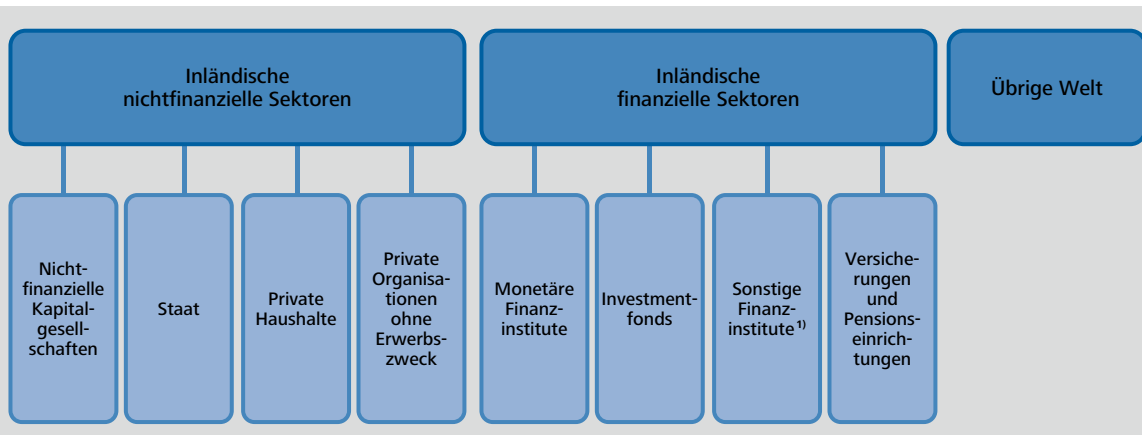 Inländische
nichtfinanzielle Sektoren
Inländische
finanzielle Sektoren
Übrige Welt
Nicht-
finanzielle
Kapital-
gesell-
schaften
Staat
Private
Haushalte
Private
Organisa-
tionen
ohne
Erwerbs-
zweck
Monetäre
Finanz-
institute
Investment-
fonds
Sonstige
Finanz-
institute 1)
Versiche-
rungen
und
Pensions-
einrich-
tungen